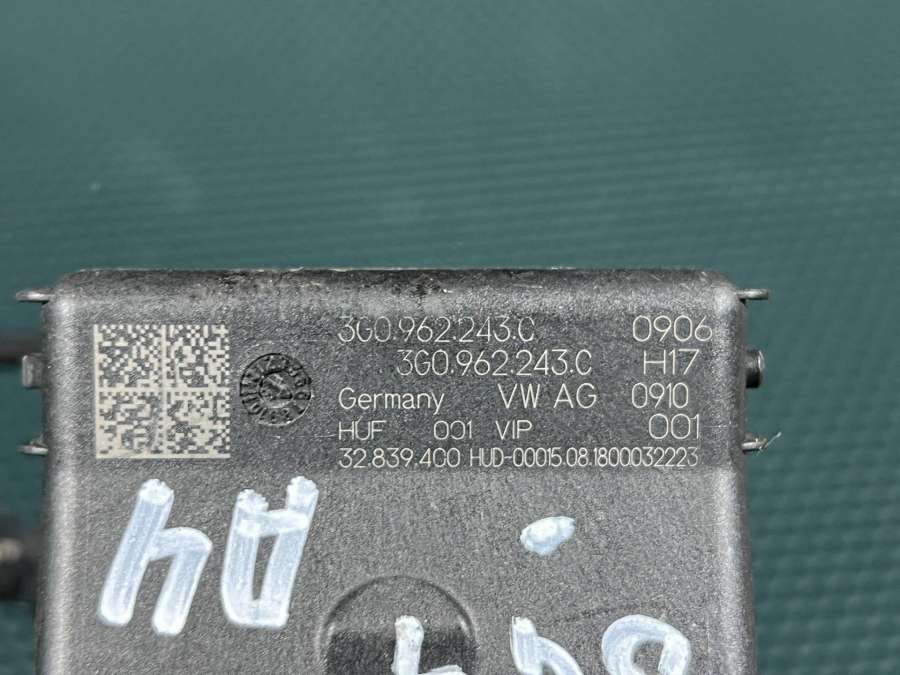 3G0.962.243.C 0906
3G0.962.243.C H17
Germany VW AG 0910
HUF 001 VIP 001
32.839.4G0 HUD-00015.08.1800032223